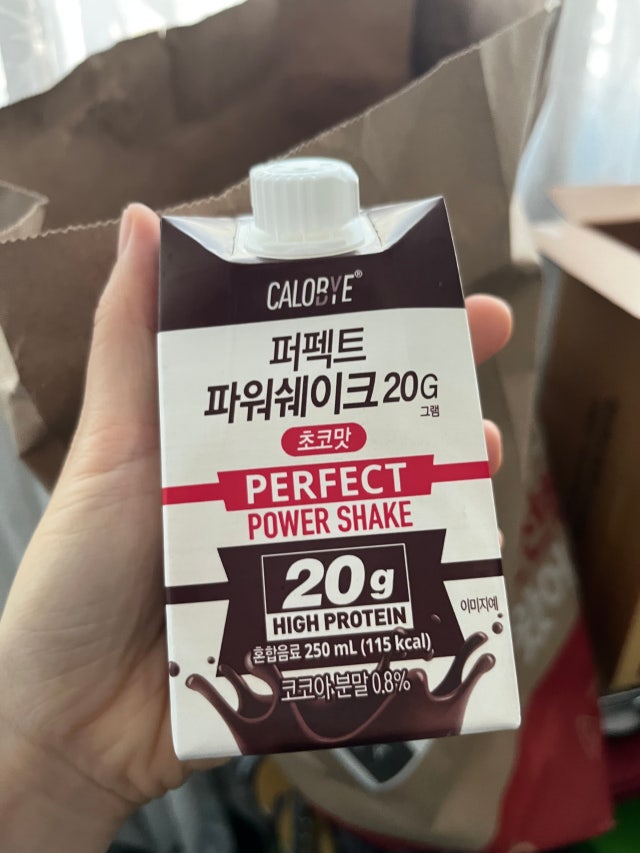 CALOBYE®
퍼펙트
파워쉐이크 20G
그램
초코맛
PERFECT
POWER SHAKE
20g
HIGH PROTEIN
이미지예
혼합음료 250 mL (115 kcal)
코코아분말 0.8%